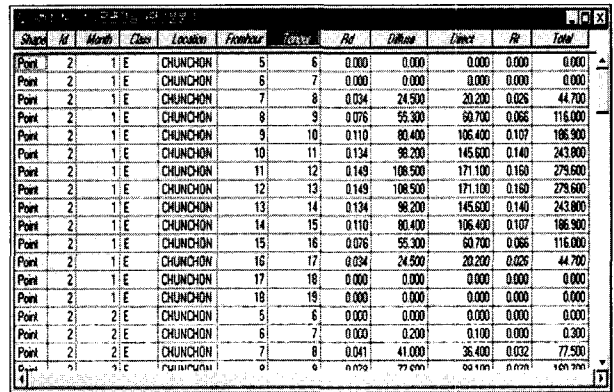 Shape Id Month Class Location Fromhour Rd Diffuse Direct Rt Total
Point 2 1 E CHUNCHON 5 6 0.000 0.000 0.000 0.000 0.000
Point 2 1 E CHUNCHON 6 7 0.000 0.000 0.000 0.000 0.000
Point 2 1 E CHUNCHON 7 8 0.034 24.500 20.200 0.026 44.700
Point 2 1 E CHUNCHON 8 9 0.076 55.300 60.700 0.066 116.000
Point 2 1 E CHUNCHON 9 10 0.110 80.400 106.400 0.107 186.900
Point 2 1 E CHUNCHON 10 11 0.134 98.200 145.600 0.140 243.800
Point 2 1 E CHUNCHON 11 12 0.149 108.500 171.100 0.160 279.600
Point 2 1 E CHUNCHON 12 13 0.149 108.500 171.100 0.160 279.600
Point 2 1 E CHUNCHON 13 14 0.134 98.200 145.600 0.140 243.800
Point 2 1 E CHUNCHON 14 15 0.110 80.400 106.400 0.107 186.900
Point 2 1 E CHUNCHON 15 16 0.076 55.300 60.700 0.066 116.000
Point 2 1 E CHUNCHON 16 17 0.034 24.500 20.200 0.026 44.700
Point 2 1 E CHUNCHON 17 18 0.000 0.000 0.000 0.000 0.000
Point 2 1 E CHUNCHON 18 19 0.000 0.000 0.000 0.000 0.000
Point 2 2 E CHUNCHON 5 6 0.000 0.000 0.000 0.000 0.000
Point 2 2 E CHUNCHON 6 7 0.000 0.200 0.100 0.000 0.300
Point 2 2 E CHUNCHON 7 8 0.041 41.000 36.400 0.032 77.500